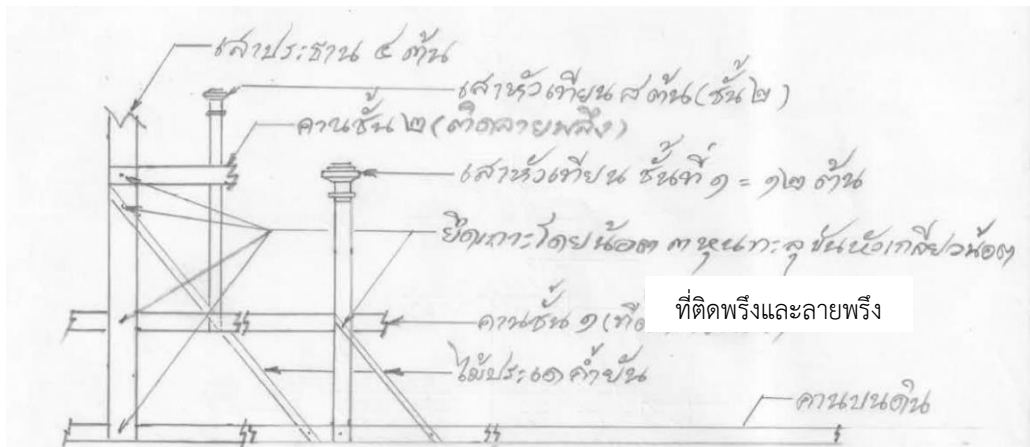 เสาประธาน ๔ ต้น
เสาหัวเทียน ๘ ต้น (ชั้น ๒)
คานชั้น ๒ (ติดลายพลึง)
เสาหัวเทียน ชั้นที่ ๑ = ๑๒ ต้น
ยึดเกาะโดยน้อต ๓ หุนทะลุขันหัวเกลียวน้อต
ที่ติดพรึงและลายพรึง
คานชั้น ๑ (ที่
ไม้ประเดค้ำยัน
คานบนดิน